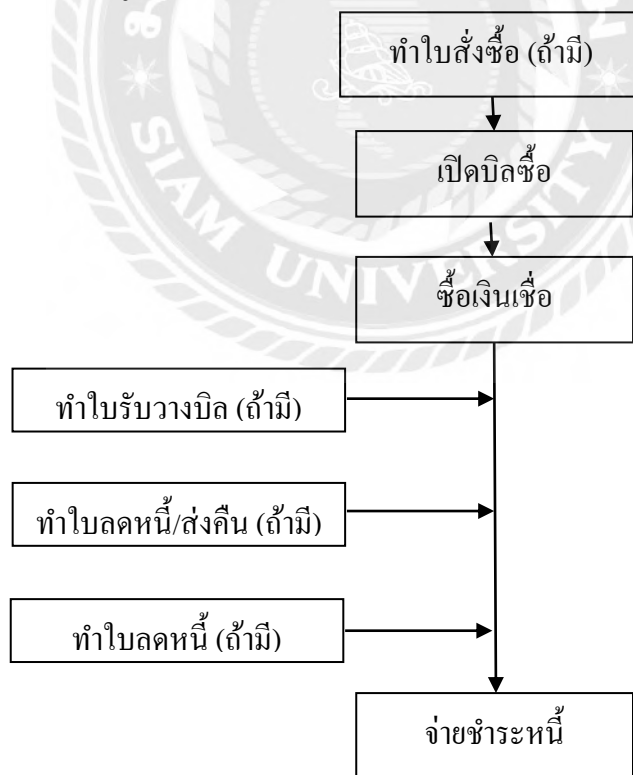 ทำใบสั่งซื้อ (ถ้ามี)
เปิดบิลซื้อ
ซื้อเงินเชื่อ
ทำใบรับวางบิล (ถ้ามี)
ทำใบลดหนี้/ส่งคืน (ถ้ามี)
ทำใบลดหนี้ (ถ้ามี)
จ่ายชำระหนี้
SIAM UNIVERSITY